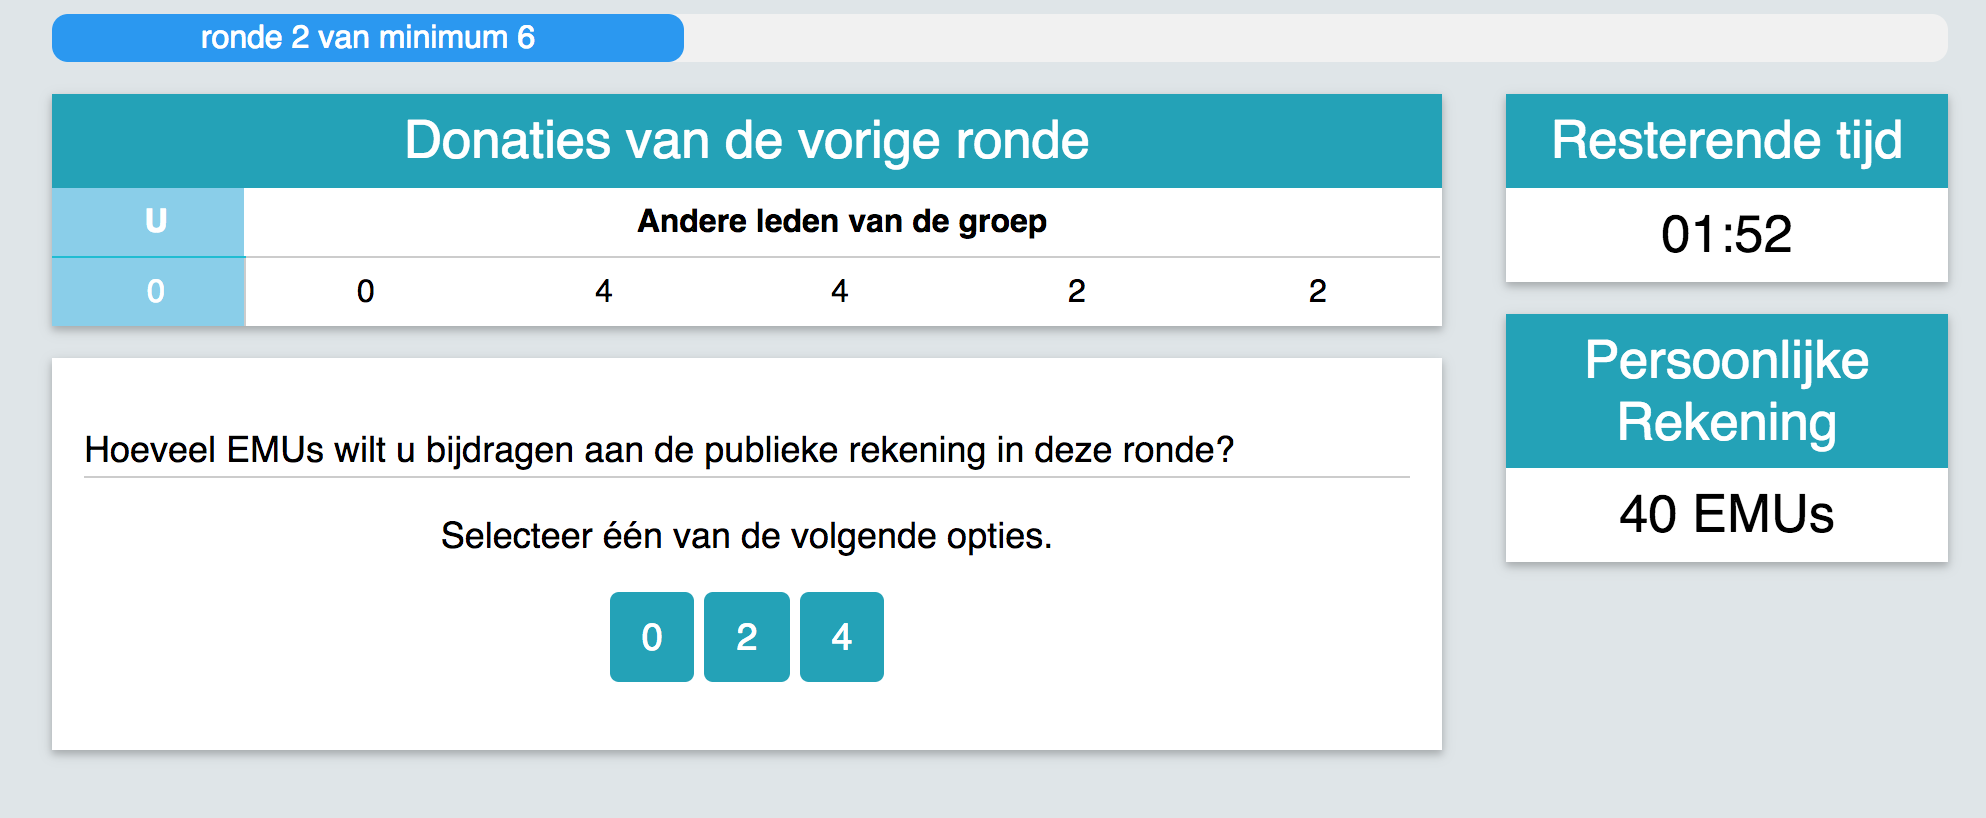 ronde 2 van minimum 6
Donaties van de vorige ronde
U Andere leden van de groep
0 0 4 4 2 2
Hoeveel EMUs wilt u bijdragen aan de publieke rekening in deze ronde?
Selecteer één van de volgende opties.
0 2 4
Resterende tijd
01:52
Persoonlijke
Rekening
40 EMUs